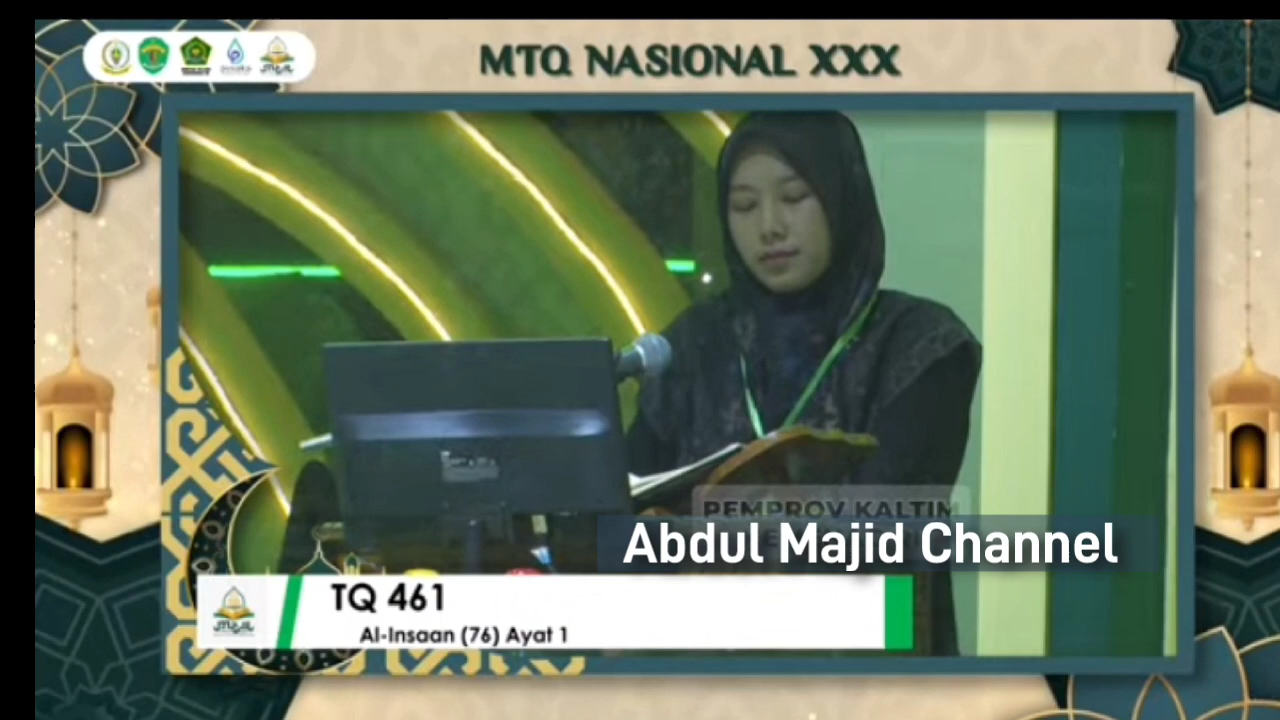 MTQ NASIONAL XXX
PEMPROV KALTIM
Abdul Majid Channel
TQ 461
Al-Insaan (76) Ayat 1